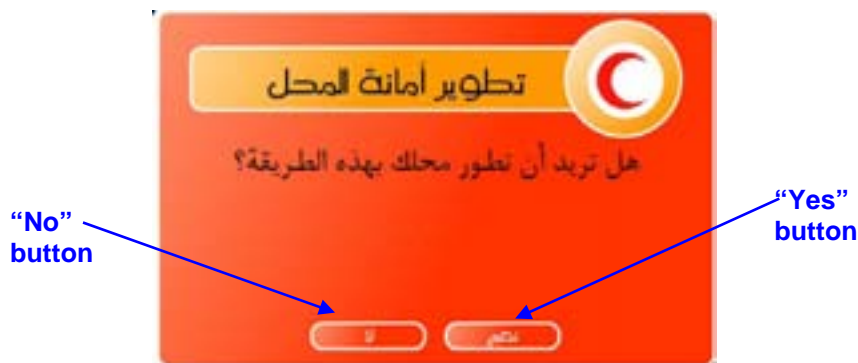 تطوير أمانة المحل
هل تريد أن تطور محلك بهذه الطريقة؟
“No”
button
“Yes”
button
لا
نعم